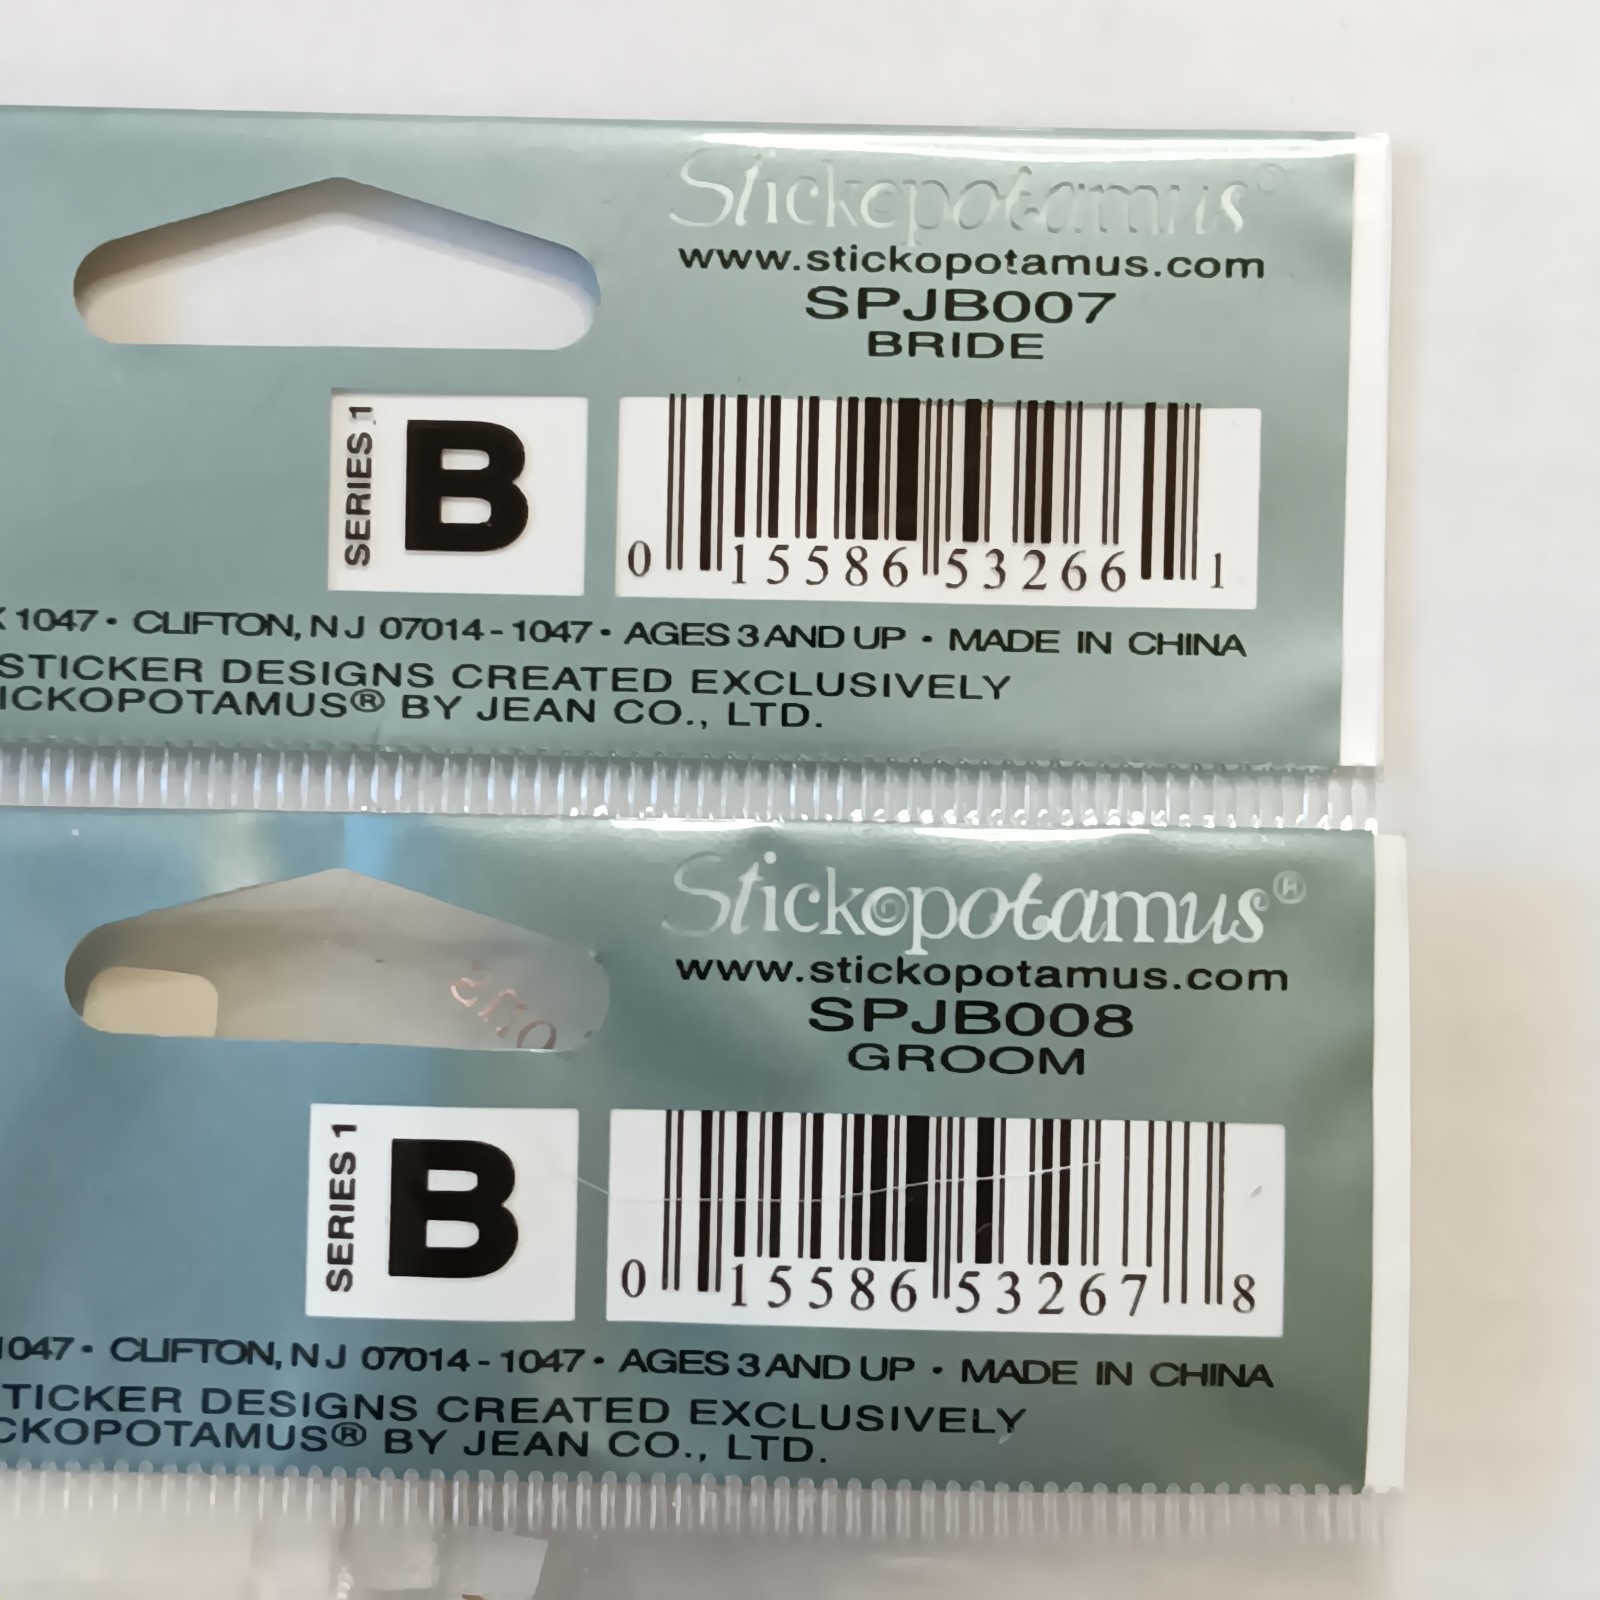 Stickopotamus®
www.stickopotamus.com
SPJB007
BRIDE
SERIES 1
B
0 15586 53266 1
1047 • CLIFTON, NJ 07014-1047 • AGES 3 AND UP • MADE IN CHINA
STICKER DESIGNS CREATED EXCLUSIVELY
ICKOPOTAMUS® BY JEAN CO., LTD.
Stickopotamus®
www.stickopotamus.com
SPJB008
GROOM
SERIES 1
B
0 15586 53267 8
1047 • CLIFTON, NJ 07014-1047 • AGES 3 AND UP • MADE IN CHINA
TICKER DESIGNS CREATED EXCLUSIVELY
CKOPOTAMUS® BY JEAN CO., LTD.